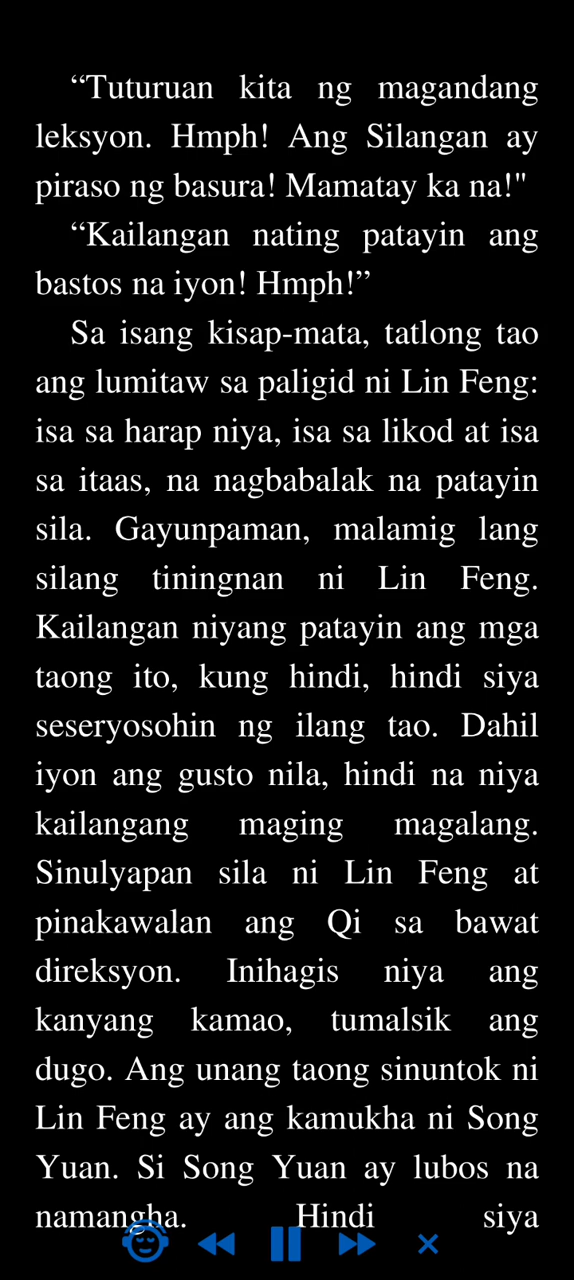 “Tuturuan kita ng magandang
leksyon. Hmph! Ang Silangan ay
piraso ng basura! Mamatay ka na!"
“Kailangan nating patayin ang
bastos na iyon! Hmph!”
Sa isang kisap-mata, tatlong tao
ang lumitaw sa paligid ni Lin Feng:
isa sa harap niya, isa sa likod at isa
sa itaas, na nagbabalak na patayin
sila. Gayunpaman, malamig lang
silang tiningnan ni Lin Feng.
Kailangan niyang patayin ang mga
taong ito, kung hindi, hindi siya
seseryosohin ng ilang tao. Dahil
iyon ang gusto nila, hindi na niya
kailangang maging magalang.
Sinulyapan sila ni Lin Feng at
pinakawalan ang Qi sa bawat
direksyon. Inihagis niya ang
kanyang kamao, tumalsik ang
dugo. Ang unang taong sinuntok ni
Lin Feng ay ang kamukha ni Song
Yuan. Si Song Yuan ay lubos na
namangha. Hindi siya